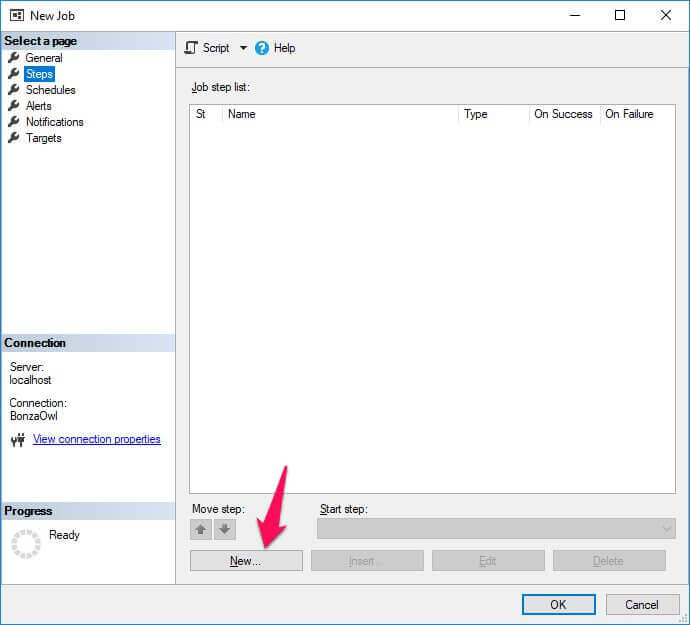 New Job
Select a page
General
Steps
Schedules
Alerts
Notifications
Targets
Connection
Server:
localhost
Connection:
BonzaOwl
View connection properties
Progress
Ready
Script
Help
Job step list:
St Name Type On Success On Failure
Move step: Start step:
New... Insert... Edit Delete
OK Cancel